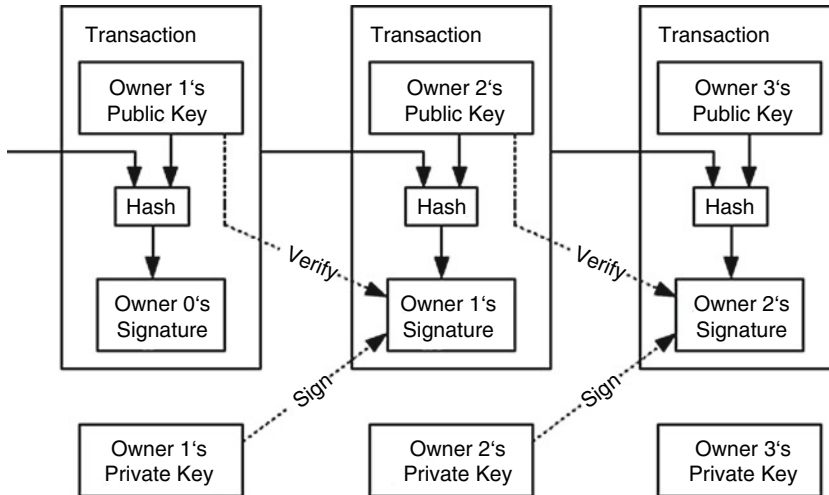 Transaction
Owner 1‘s
Public Key
Hash
Owner 0‘s
Signature
Transaction
Owner 2‘s
Public Key
Hash
Verify
Owner 1‘s
Signature
Transaction
Owner 3‘s
Public Key
Hash
Verify
Owner 2‘s
Signature
Sign
Sign
Owner 1‘s
Private Key
Owner 2‘s
Private Key
Owner 3‘s
Private Key